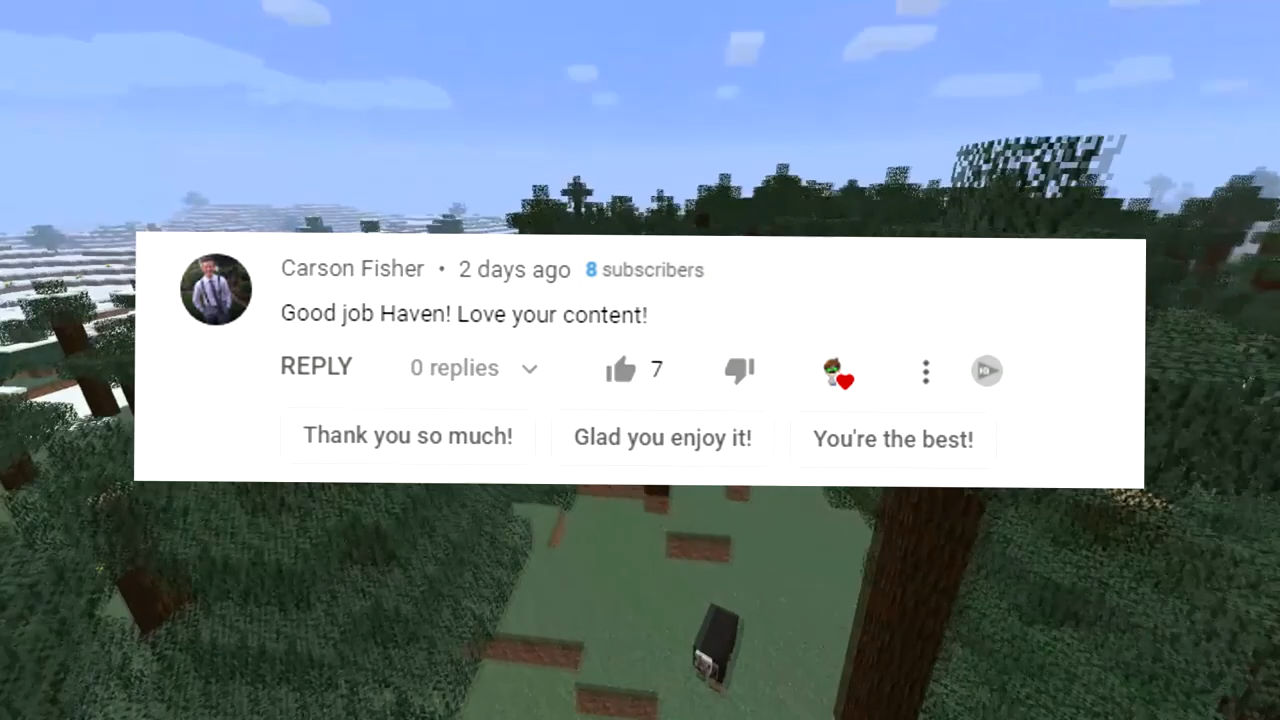 Carson Fisher • 2 days ago 8 subscribers
Good job Haven! Love your content!
REPLY 0 replies 7
Thank you so much! Glad you enjoy it! You're the best!